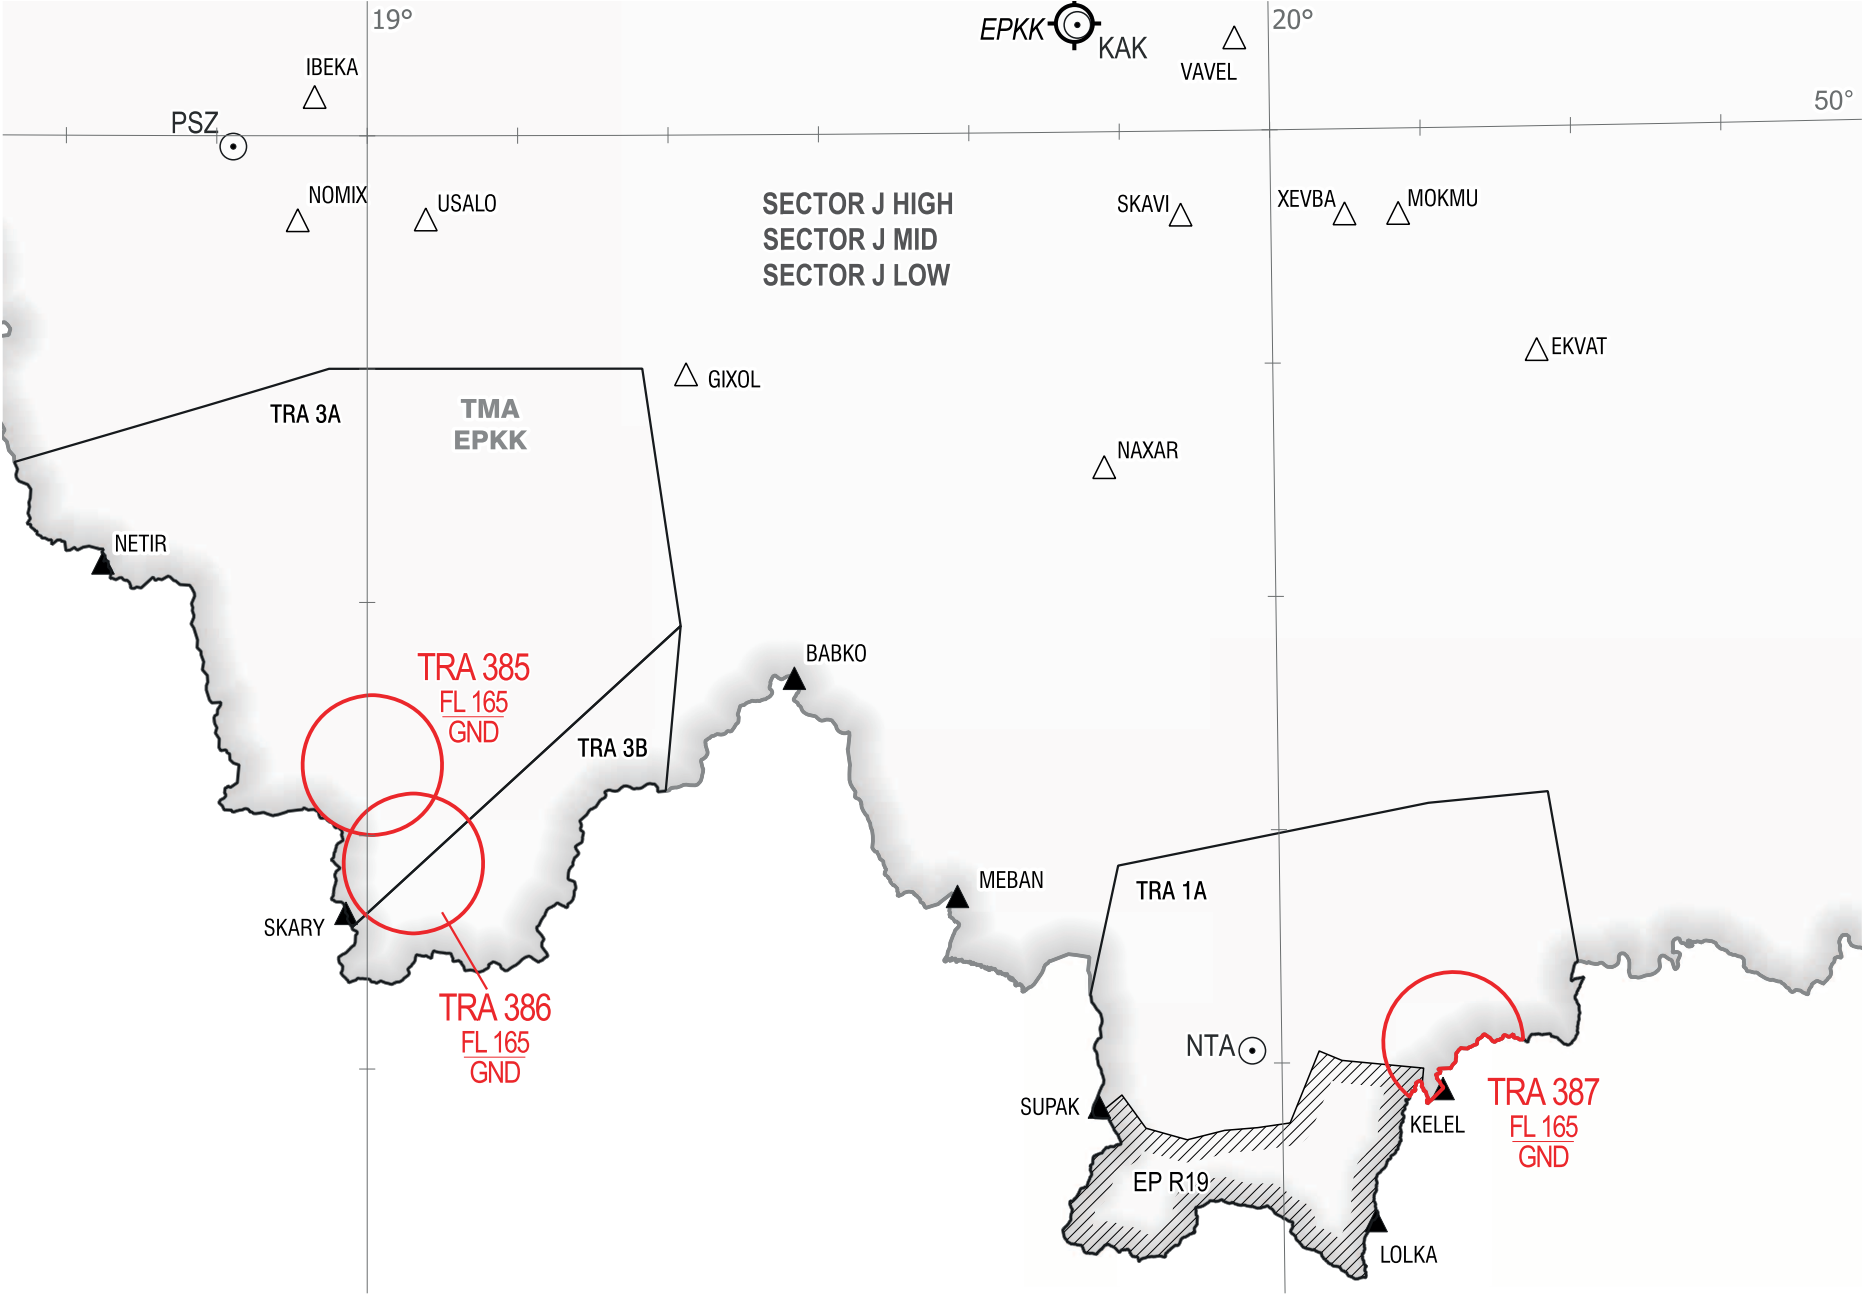 19°
EPKK
KAK
20°
VAVEL
IBEKA
50°
PSZ
NOMIX
USALO
SECTOR J HIGH
SECTOR J MID
SECTOR J LOW
SKAVI
XEVBA
MOKMU
EKVAT
GIXOL
TRA 3A
TMA
EPKK
NAXAR
NETIR
BABKO
TRA 385
FL 165
GND
TRA 3B
MEBAN
TRA 1A
SKARY
TRA 386
FL 165
GND
NTA
SUPAK
TRA 387
FL 165
GND
KELEL
EP R19
LOLKA